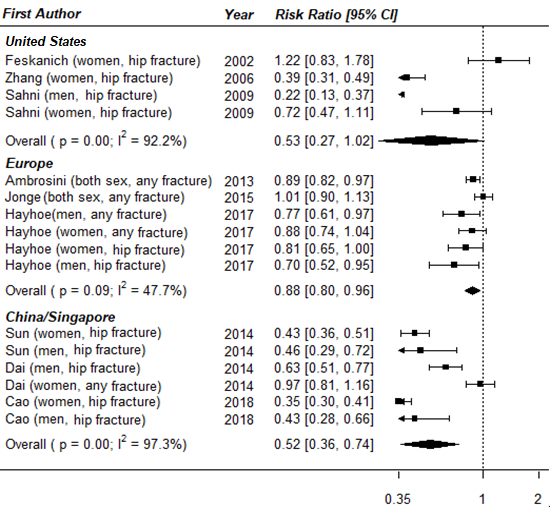 First Author Year Risk Ratio [95% CI]
United States
Feskanich (women, hip fracture) 2002 1.22 [0.83, 1.78]
Zhang (women, hip fracture) 2006 0.39 [0.31, 0.49]
Sahni (men, hip fracture) 2009 0.22 [0.13, 0.37]
Sahni (women, hip fracture) 2009 0.72 [0.47, 1.11]
Overall ( p = 0.00; I² = 92.2%) 0.53 [0.27, 1.02]
Europe
Ambrosini (both sex, any fracture) 2013 0.89 [0.82, 0.97]
Jonge (both sex, any fracture) 2015 1.01 [0.90, 1.13]
Hayhoe(men, any fracture) 2017 0.77 [0.61, 0.97]
Hayhoe (women, any fracture) 2017 0.88 [0.74, 1.04]
Hayhoe (women, hip fracture) 2017 0.81 [0.65, 1.00]
Hayhoe (men, hip fracture) 2017 0.70 [0.52, 0.95]
Overall ( p = 0.09; I² = 47.7%) 0.88 [0.80, 0.96]
China/Singapore
Sun (women, hip fracture) 2014 0.43 [0.36, 0.51]
Sun (men, hip fracture) 2014 0.46 [0.29, 0.72]
Dai (men, hip fracture) 2014 0.63 [0.51, 0.77]
Dai (women, any fracture) 2014 0.97 [0.81, 1.16]
Cao (women, hip fracture) 2018 0.35 [0.30, 0.41]
Cao (men, hip fracture) 2018 0.43 [0.28, 0.66]
Overall ( p = 0.00; I² = 97.3%) 0.52 [0.36, 0.74]
0.35 1 2